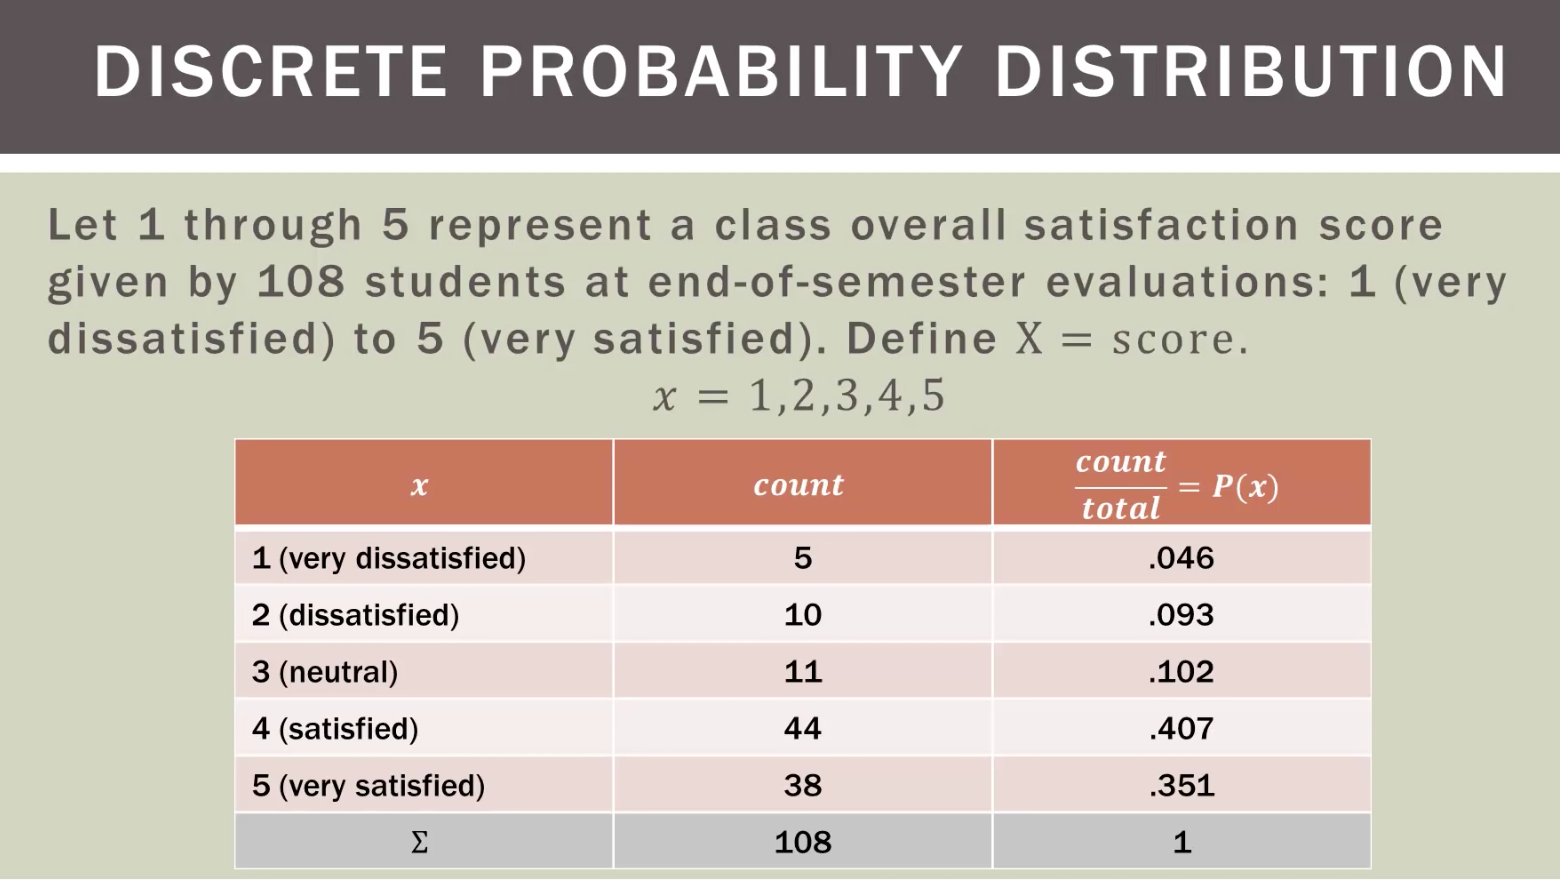 DISCRETE PROBABILITY DISTRIBUTION
Let 1 through 5 represent a class overall satisfaction score
given by 108 students at end-of-semester evaluations: 1 (very
dissatisfied) to 5 (very satisfied). Define X = score.
x = 1,2,3,4,5
x count count/total = P(x)
1 (very dissatisfied) 5 .046
2 (dissatisfied) 10 .093
3 (neutral) 11 .102
4 (satisfied) 44 .407
5 (very satisfied) 38 .351
Σ 108 1